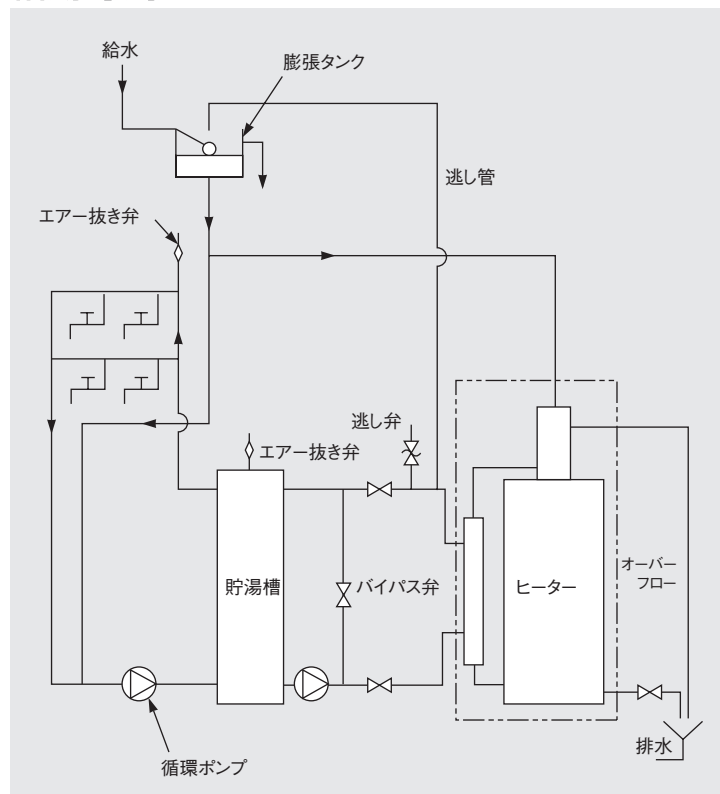 給水
膨張タンク
逃し管
エアー抜き弁
逃し弁
エアー抜き弁
貯湯槽
バイパス弁
ヒーター
オーバー
フロー
循環ポンプ
排水